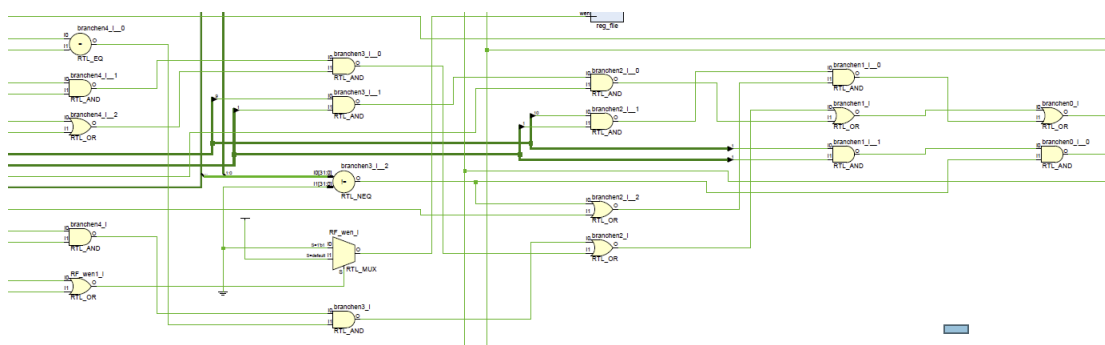 wen
reg_file
branchen4_i__0
I0
I1
O
RTL_EQ
branchen4_i__1
I0
I1
O
RTL_AND
branchen4_i__2
I0
I1
O
RTL_OR
branchen3_i__0
I0
I1
O
RTL_AND
branchen3_i__1
I0
I1
O
RTL_AND
branchen2_i__0
I0
I1
O
RTL_AND
branchen2_i__1
I0
I1
O
RTL_AND
branchen1_i__0
I0
I1
O
RTL_AND
branchen1_i
I0
I1
O
RTL_OR
branchen0_i
I0
I1
O
RTL_OR
branchen1_i__1
I0
I1
O
RTL_AND
branchen0_i__0
I0
I1
O
RTL_AND
branchen3_i__2
I0[31:0]
I1[31:0]
O
RTL_NEQ
branchen2_i__2
I0
I1
O
RTL_OR
branchen4_i
I0
I1
O
RTL_AND
RF_wen_i
S=1'b1
I0
S=default
I1
O
S
RTL_MUX
branchen2_i
I0
I1
O
RTL_OR
RF_wen1_i
I0
I1
O
RTL_OR
branchen3_i
I0
I1
O
RTL_AND